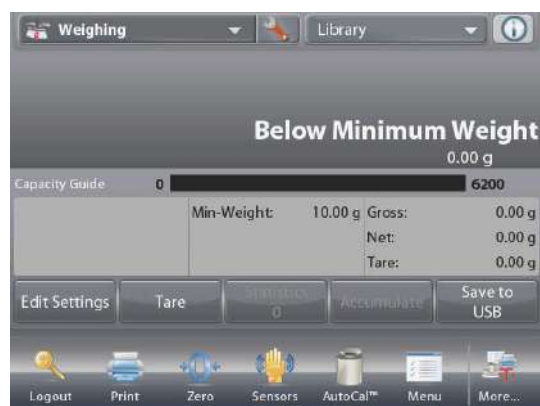 Weighing Library
Below Minimum Weight
0.00 g
Capacity Guide 0 6200
Min-Weight: 10.00 g Gross: 0.00 g
Net: 0.00 g
Tare: 0.00 g
Edit Settings Tare Statistics Accumulate Save to
0 USB
Logout Print Zero Sensors AutoCal™ Menu More...